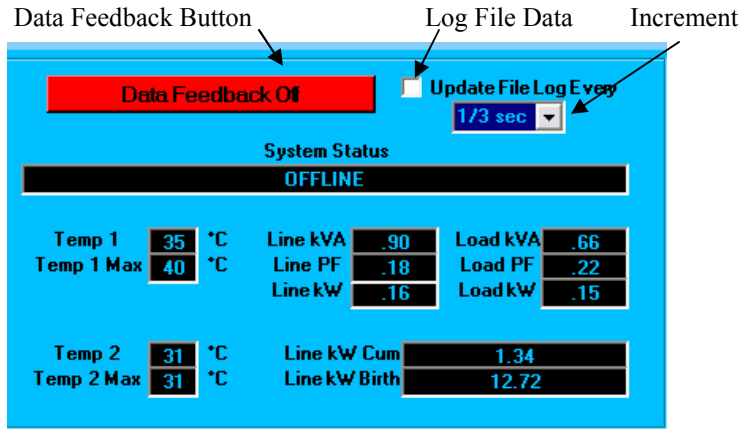 Data Feedback Button Log File Data Increment
Data Feedback Off
Update File Log Every
1/3 sec
System Status
OFFLINE
Temp 1 35 °C Line kVA .90 Load kVA .66
Temp 1 Max 40 °C Line PF .18 Load PF .22
Line kW .16 Load kW .15
Temp 2 31 °C Line kW Cum 1.34
Temp 2 Max 31 °C Line kW Birth 12.72